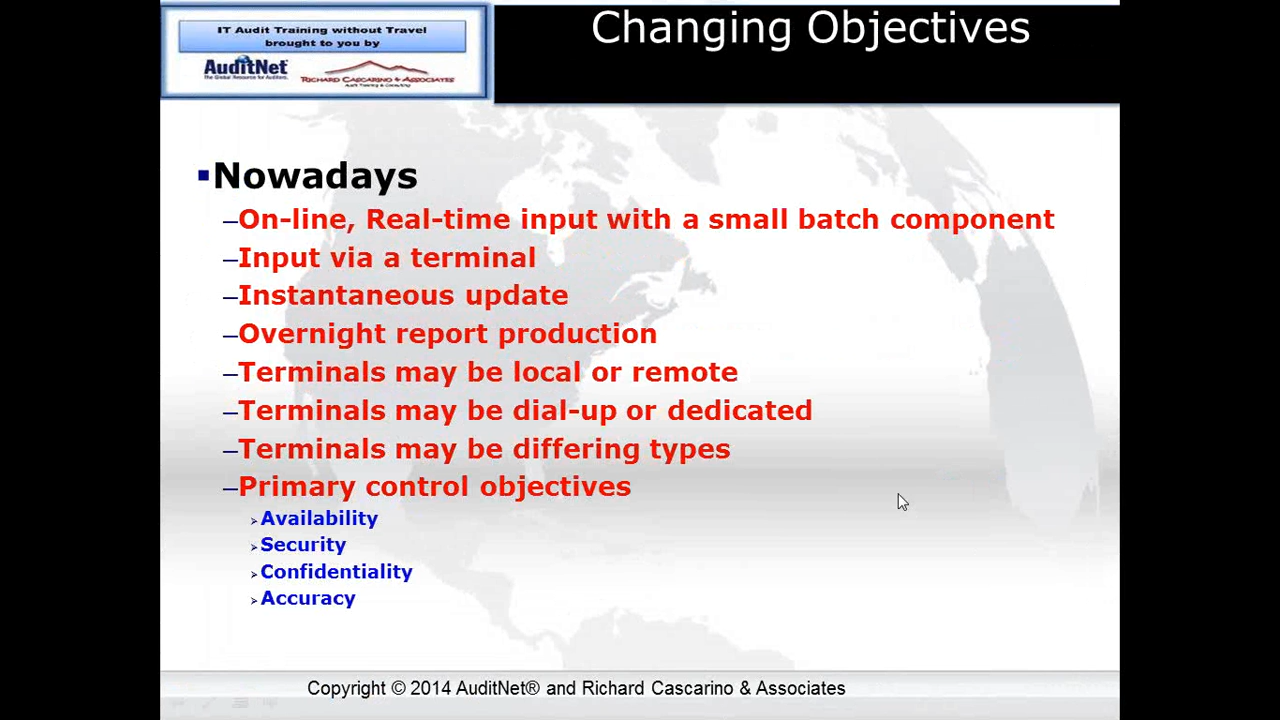 IT Audit Training without Travel
brought to you by
AuditNet
The Global Resource for Auditors
RICHARD CASCARINO & ASSOCIATES
Audit Training & Consulting
Changing Objectives
▪Nowadays
–On-line, Real-time input with a small batch component
–Input via a terminal
–Instantaneous update
–Overnight report production
–Terminals may be local or remote
–Terminals may be dial-up or dedicated
–Terminals may be differing types
–Primary control objectives
➢Availability
➢Security
➢Confidentiality
➢Accuracy
Copyright © 2014 AuditNet® and Richard Cascarino & Associates